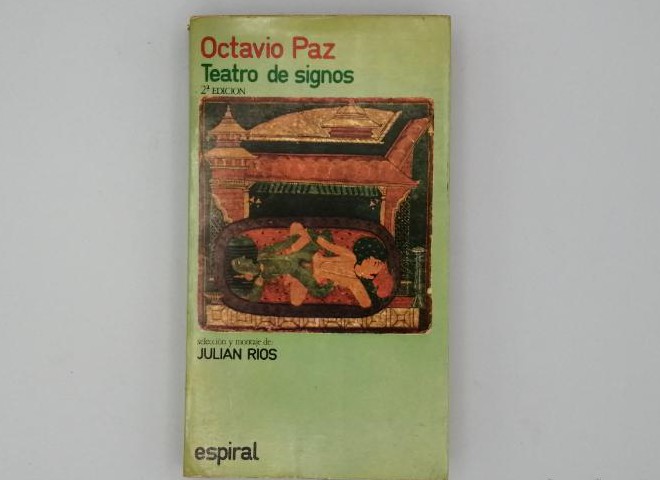 Octavio Paz
Teatro de signos
2ª EDICION
selección y montaje de:
JULIAN RIOS
espiral